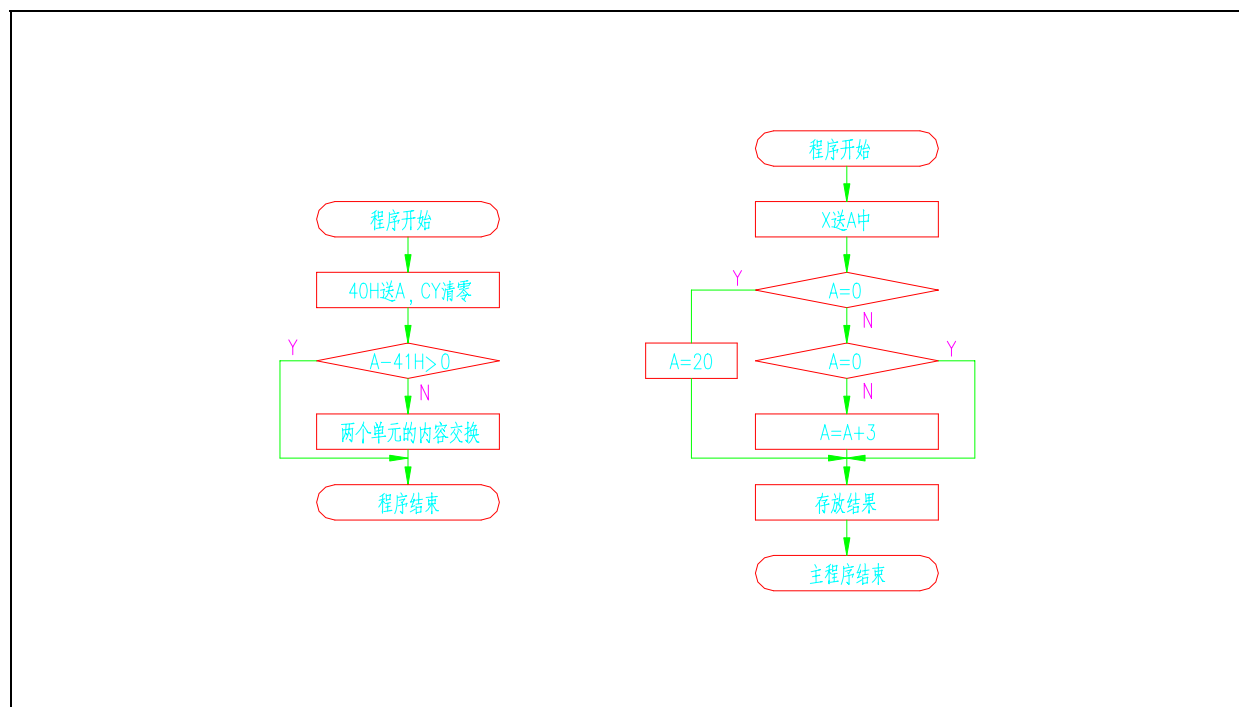 程序开始
40H送A，CY清零
Y
A-41H>0
N
两个单元的内容交换
程序结束
程序开始
X送A中
Y
A=0
N
A=20
A=0
Y
N
A=A+3
存放结果
主程序结束